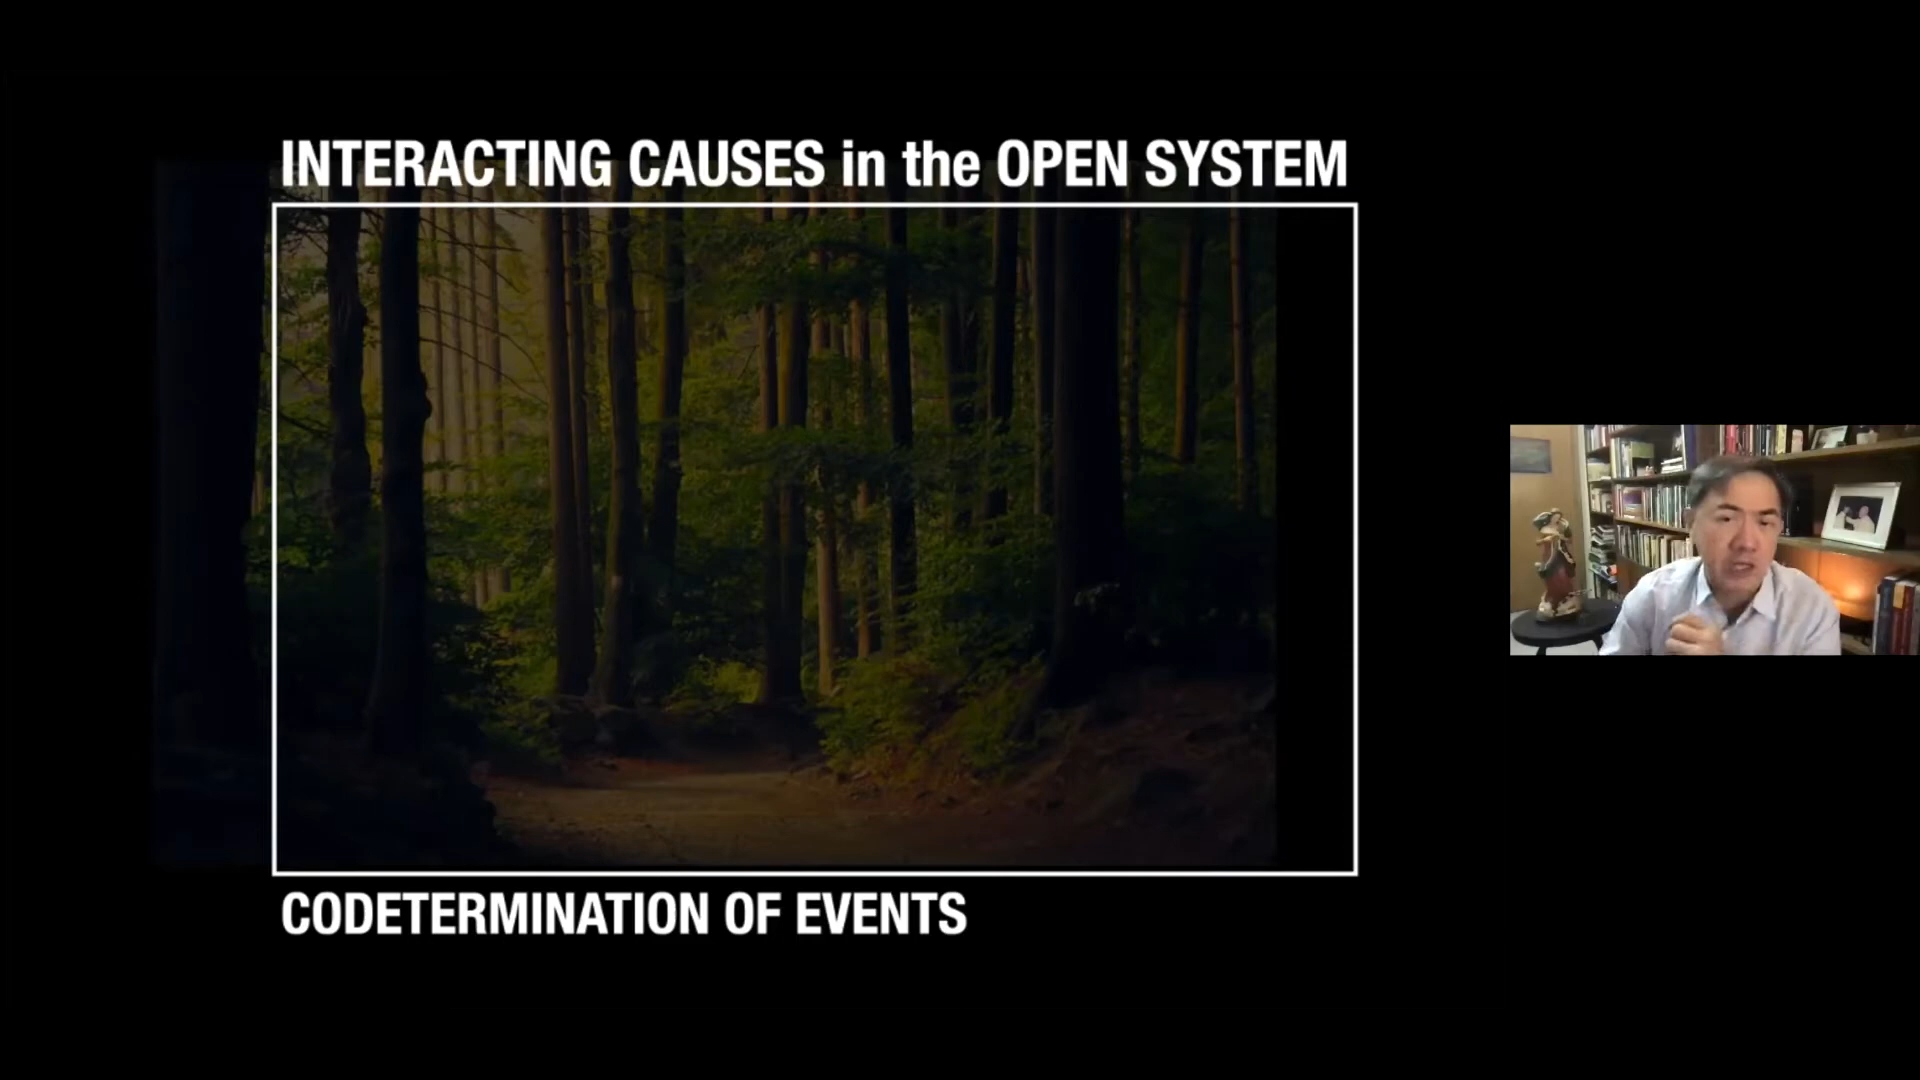 INTERACTING CAUSES in the OPEN SYSTEM
CODETERMINATION OF EVENTS